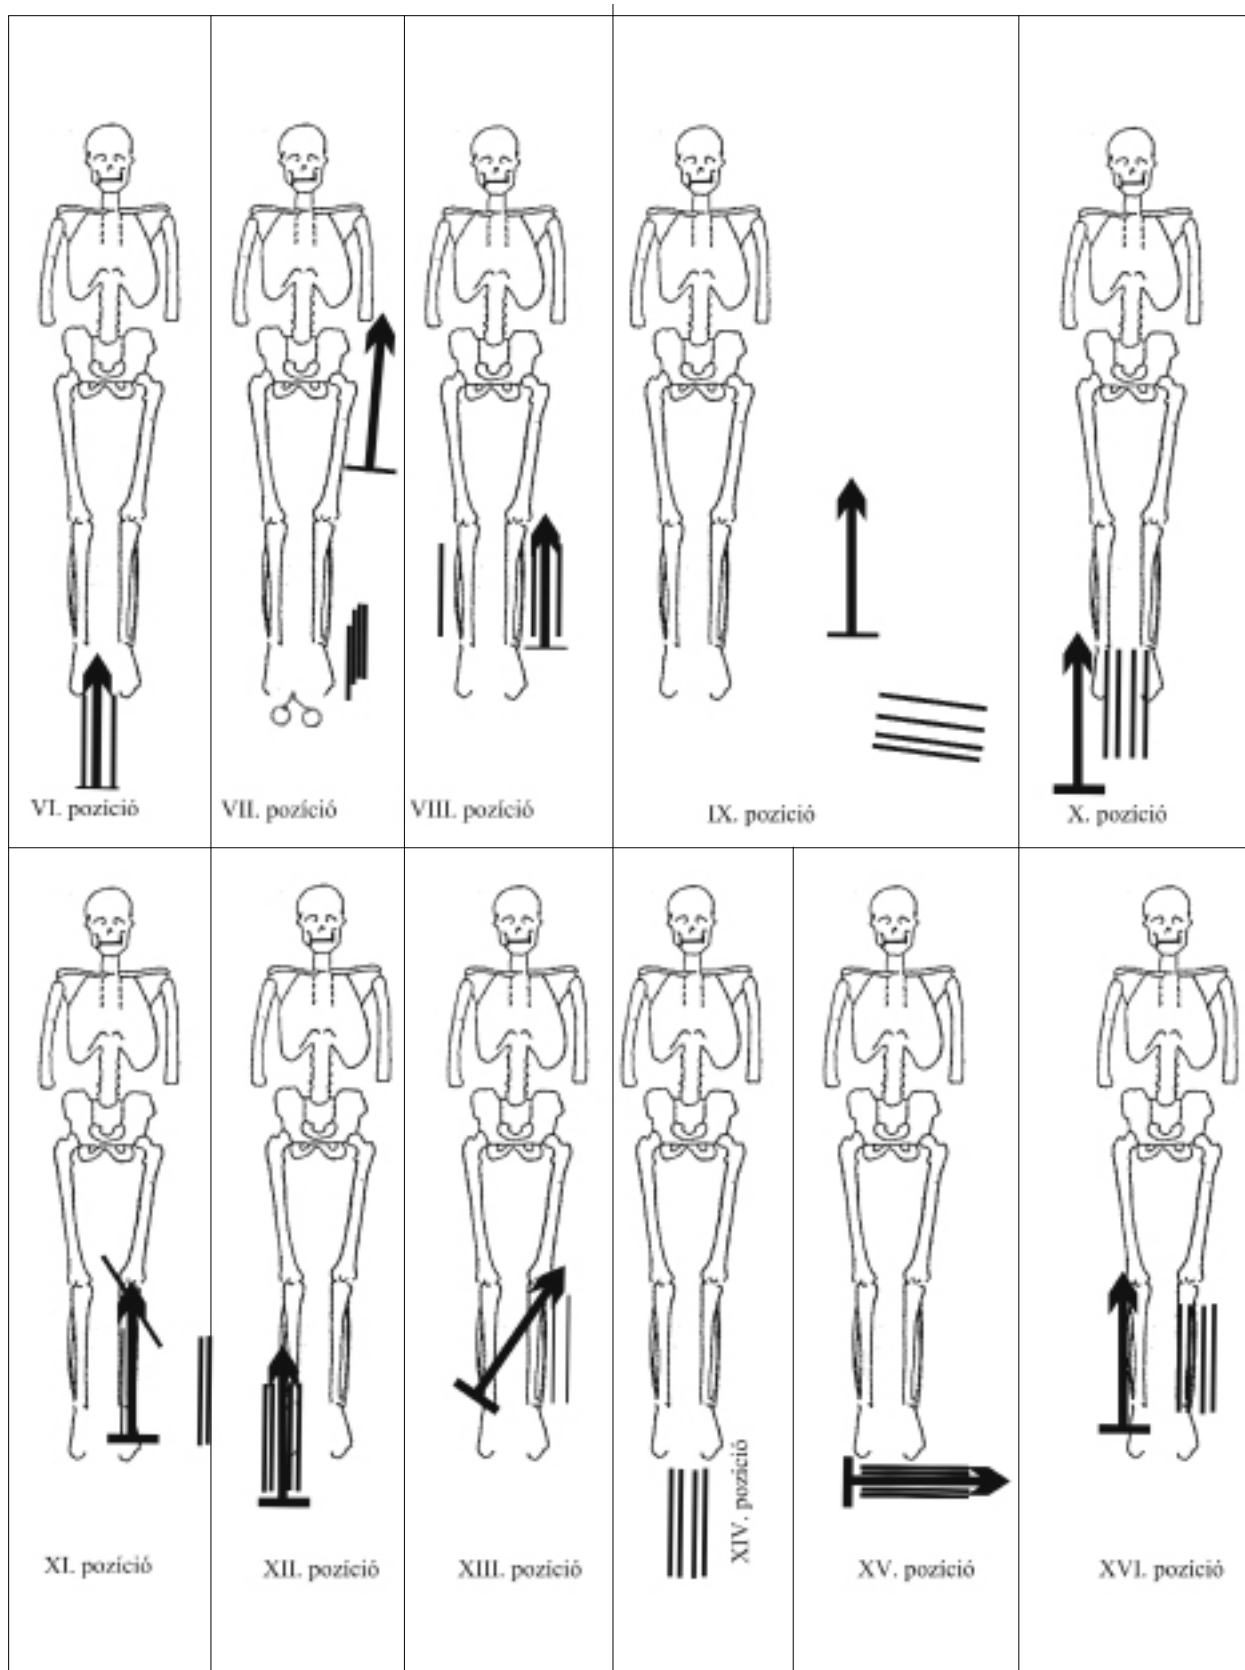 VI. pozíció
VII. pozíció
VIII. pozíció
IX. pozíció
X. pozíció
XI. pozíció
XII. pozíció
XIII. pozíció
XIV. pozíció
XV. pozíció
XVI. pozíció